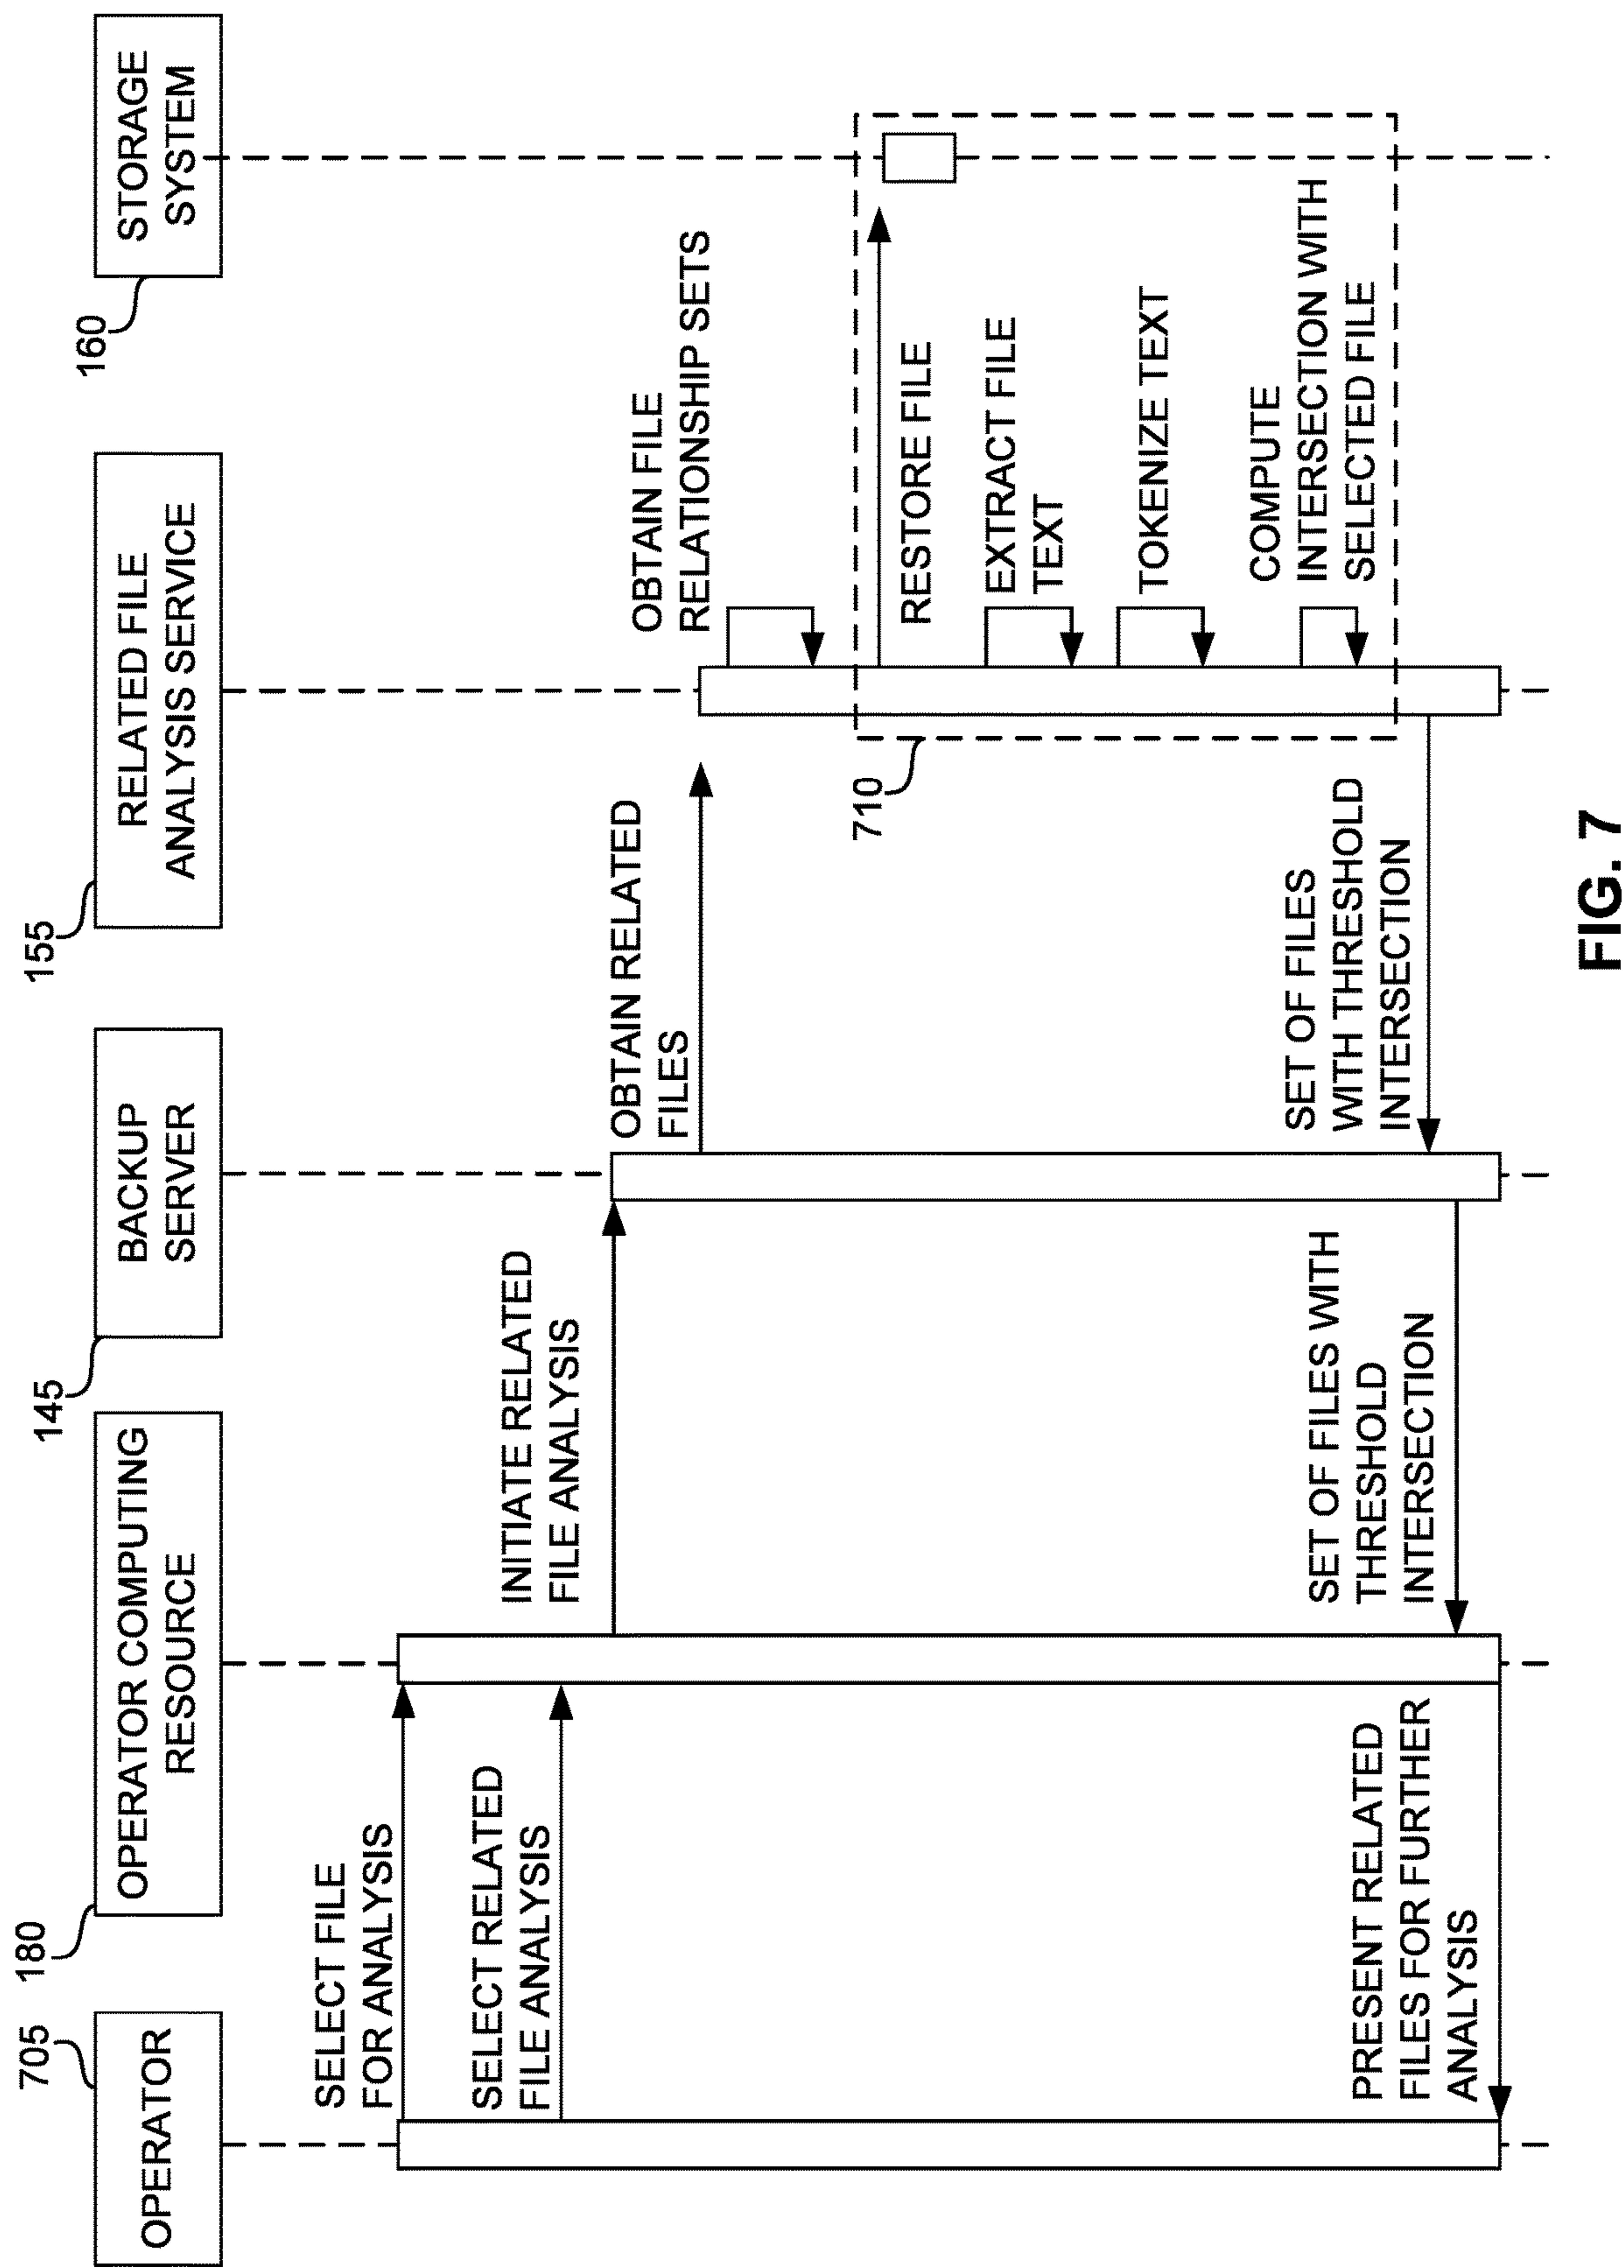 705
180
145
155
160
OPERATOR
OPERATOR COMPUTING
RESOURCE
BACKUP
SERVER
RELATED FILE
ANALYSIS SERVICE
STORAGE
SYSTEM
SELECT FILE
FOR ANALYSIS
SELECT RELATED
FILE ANALYSIS
INITIATE RELATED
FILE ANALYSIS
OBTAIN RELATED
FILES
OBTAIN FILE
RELATIONSHIP SETS
710
RESTORE FILE
EXTRACT FILE
TEXT
TOKENIZE TEXT
COMPUTE
INTERSECTION WITH
SELECTED FILE
SET OF FILES
WITH THRESHOLD
INTERSECTION
SET OF FILES WITH
THRESHOLD
INTERSECTION
PRESENT RELATED
FILES FOR FURTHER
ANALYSIS
FIG. 7